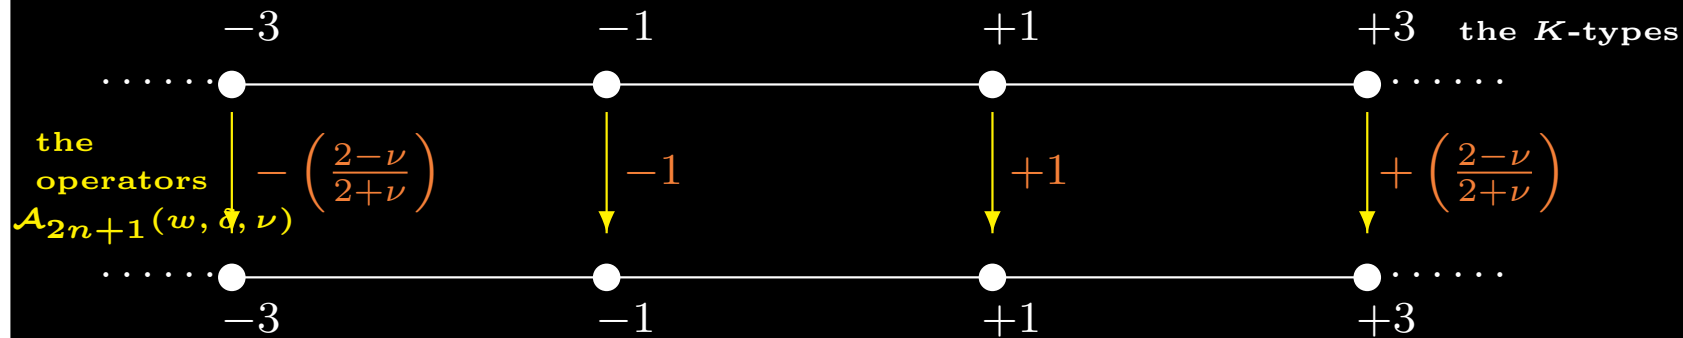 −3 −1 +1 +3 the K-types
······ ······
the
operators
𝒜₂ₙ₊₁(w, δ, ν)
−(2−ν/2+ν) −1 +1 +(2−ν/2+ν)
······ ······
−3 −1 +1 +3